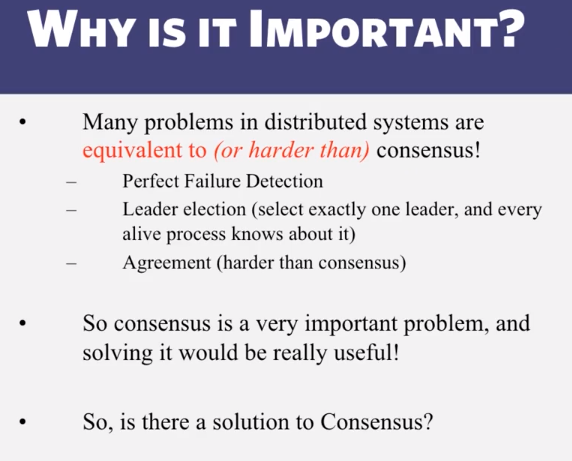 WHY IS IT IMPORTANT?
• Many problems in distributed systems are
equivalent to (or harder than) consensus!
– Perfect Failure Detection
– Leader election (select exactly one leader, and every
alive process knows about it)
– Agreement (harder than consensus)
• So consensus is a very important problem, and
solving it would be really useful!
• So, is there a solution to Consensus?